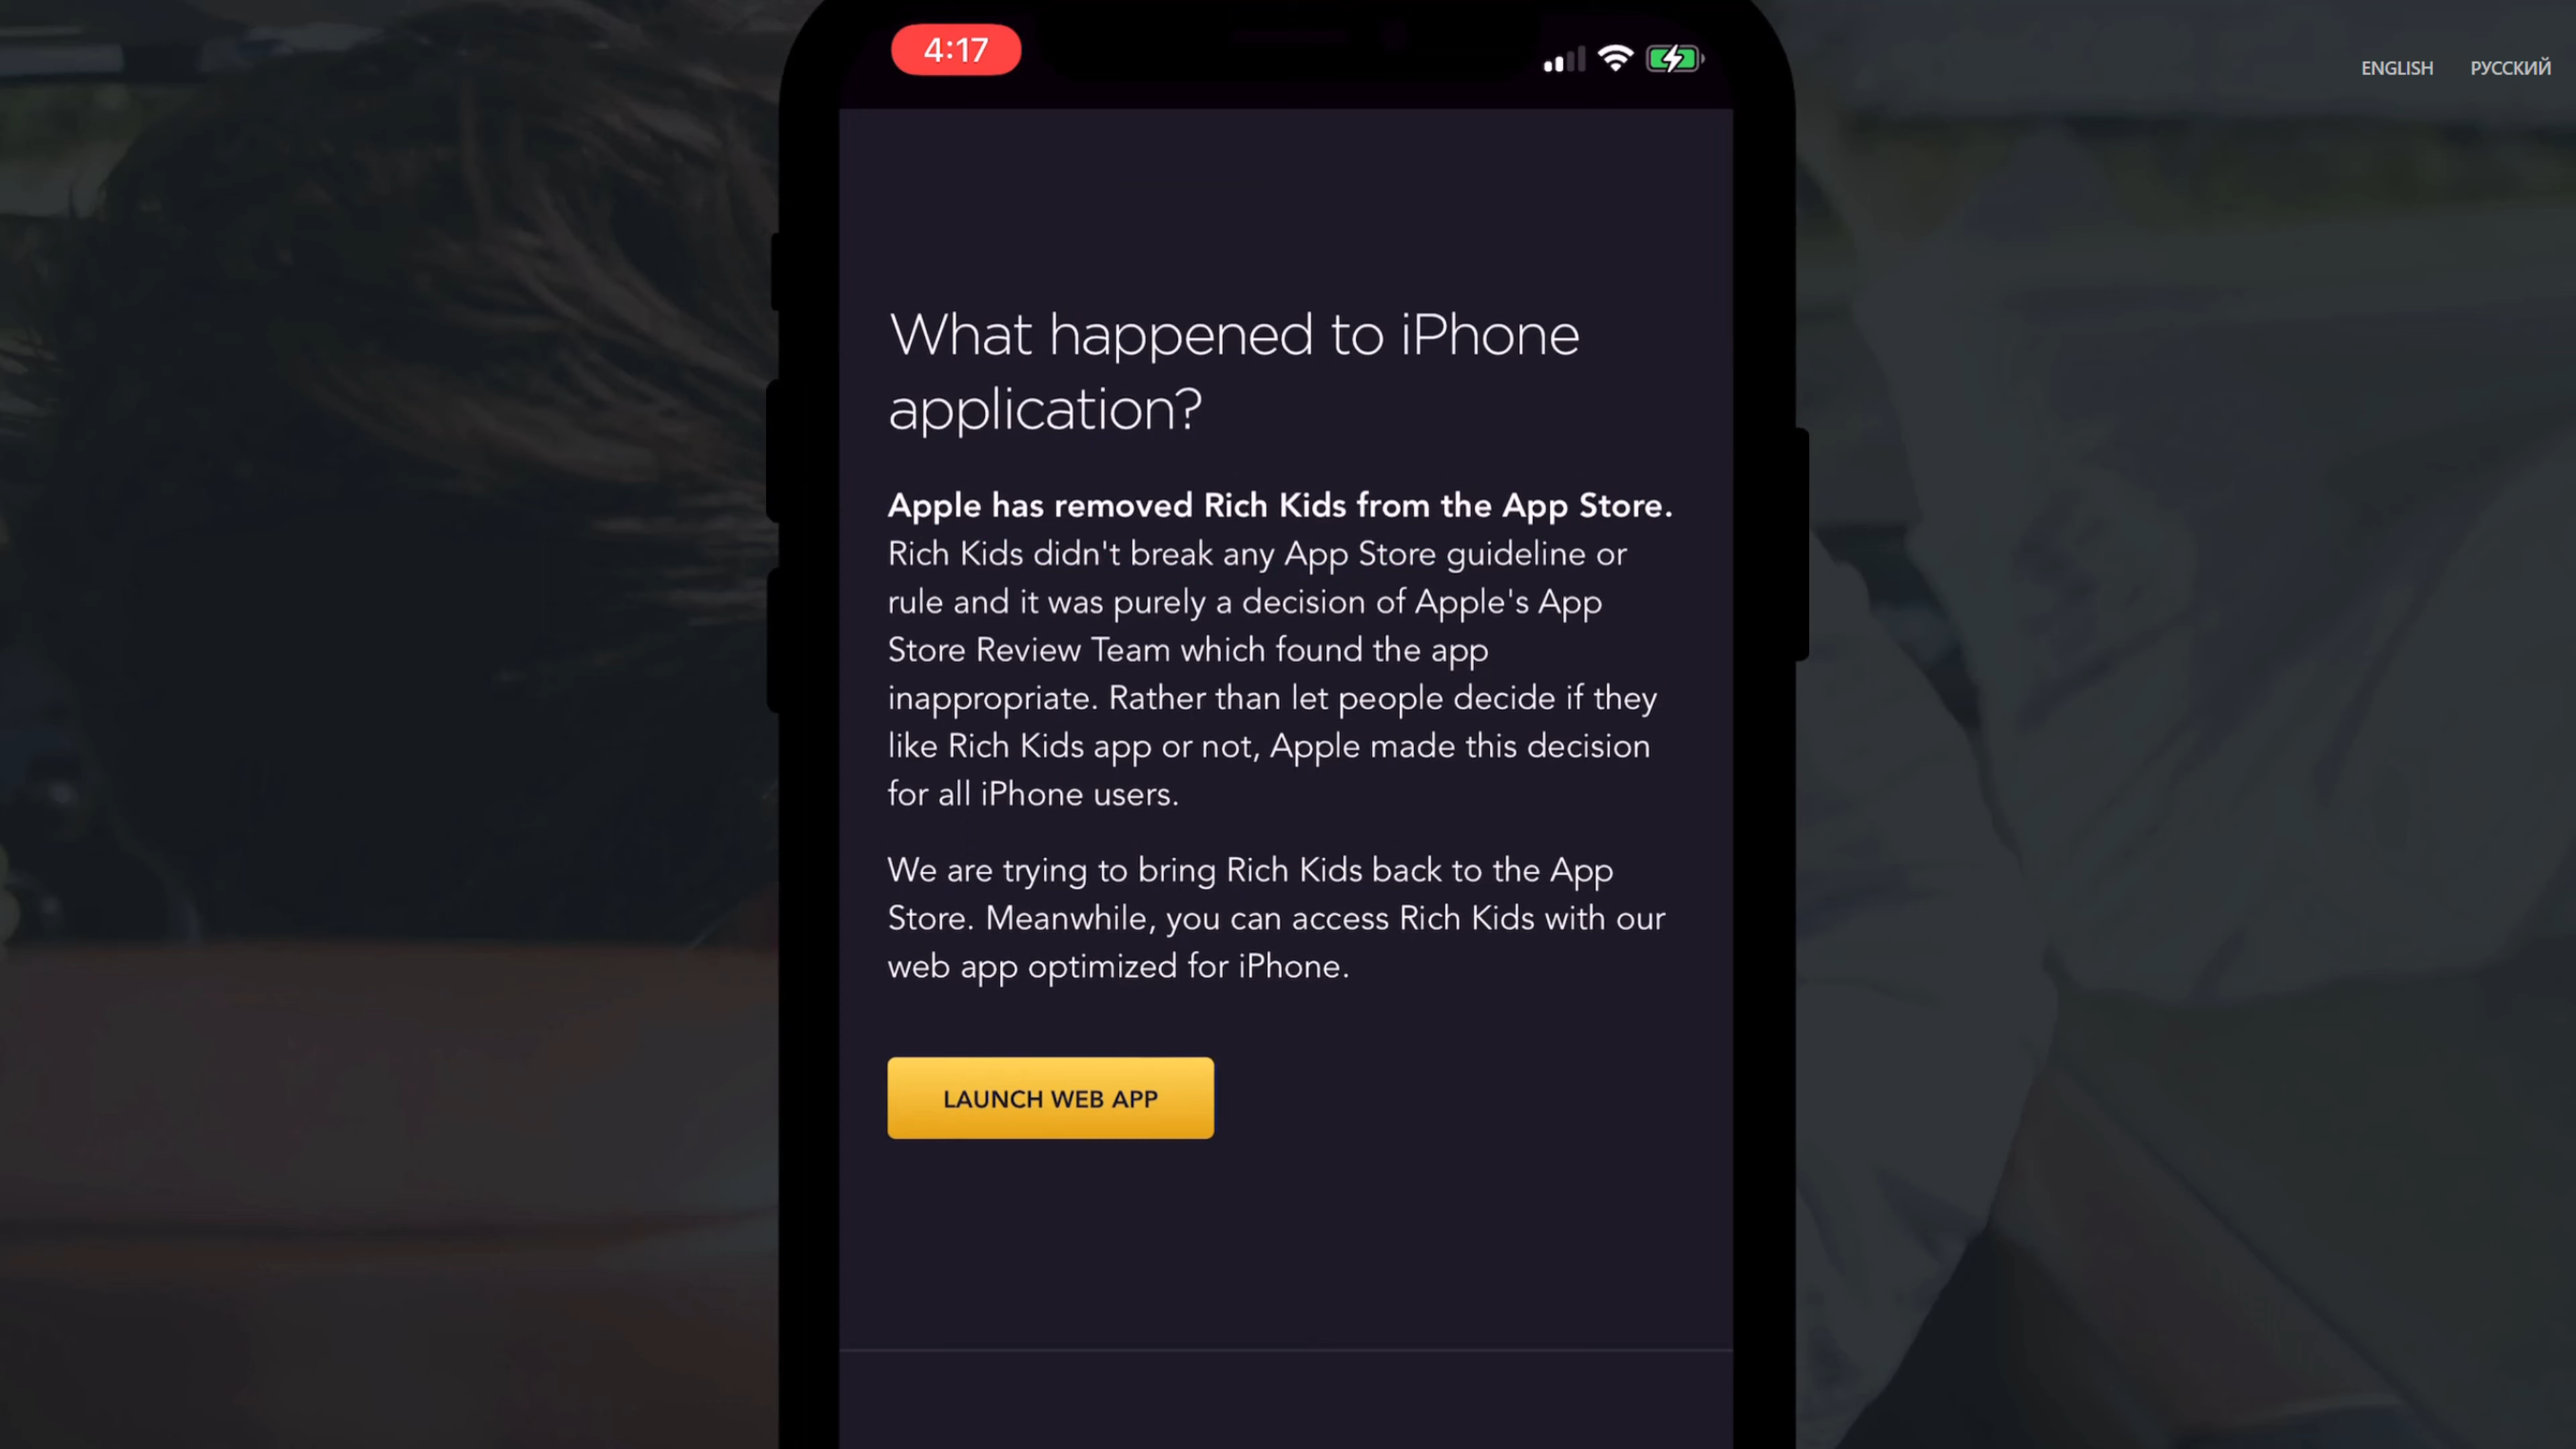 4:17
ENGLISH РУССКИЙ
What happened to iPhone
application?
Apple has removed Rich Kids from the App Store.
Rich Kids didn't break any App Store guideline or
rule and it was purely a decision of Apple's App
Store Review Team which found the app
inappropriate. Rather than let people decide if they
like Rich Kids app or not, Apple made this decision
for all iPhone users.
We are trying to bring Rich Kids back to the App
Store. Meanwhile, you can access Rich Kids with our
web app optimized for iPhone.
LAUNCH WEB APP